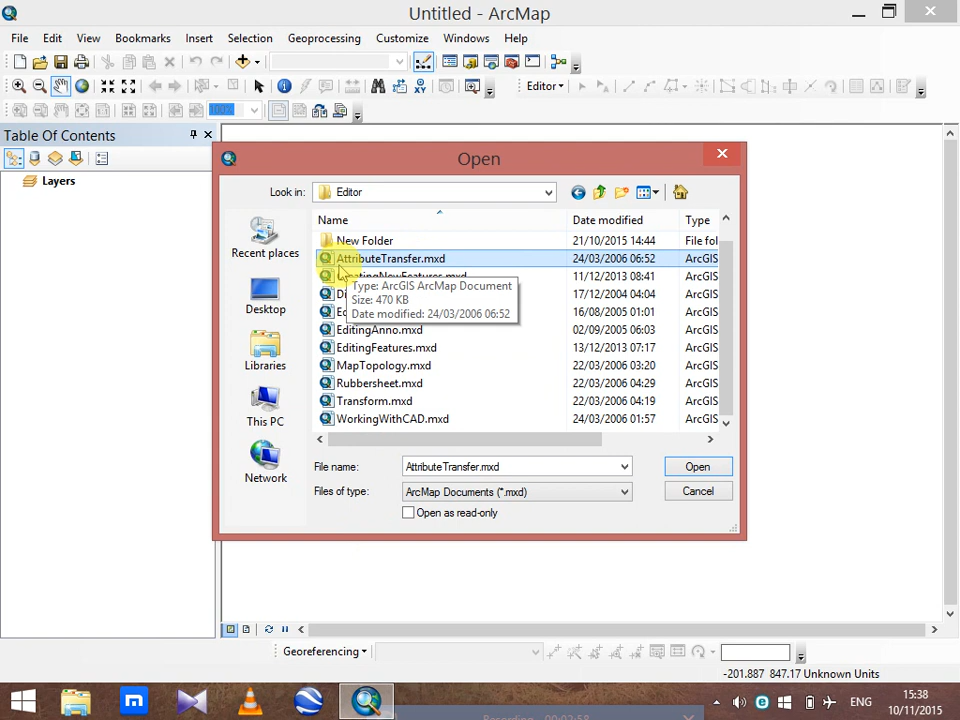 Untitled - ArcMap
File Edit View Bookmarks Insert Selection Geoprocessing Customize Windows Help
Editor
100%
Table Of Contents
Layers
Open
Look in: Editor
Name Date modified Type
New Folder 21/10/2015 14:44 File fol
AttributeTransfer.mxd 24/03/2006 06:52 ArcGIS
CreatingNewFeatures.mxd 11/12/2013 08:41 ArcGIS
Type: ArcGIS ArcMap Document
Size: 470 KB
Date modified: 24/03/2006 06:52
17/12/2004 04:04 ArcGIS
16/08/2005 01:01 ArcGIS
EditingAnno.mxd 02/09/2005 06:03 ArcGIS
EditingFeatures.mxd 13/12/2013 07:17 ArcGIS
MapTopology.mxd 22/03/2006 03:20 ArcGIS
Rubbersheet.mxd 22/03/2006 04:29 ArcGIS
Transform.mxd 22/03/2006 04:19 ArcGIS
WorkingWithCAD.mxd 24/03/2006 01:57 ArcGIS
Recent places
Desktop
Libraries
This PC
Network
File name: AttributeTransfer.mxd Open
Files of type: ArcMap Documents (*.mxd) Cancel
Open as read-only
Georeferencing
-201.887 847.17 Unknown Units
ENG
15:38
10/11/2015